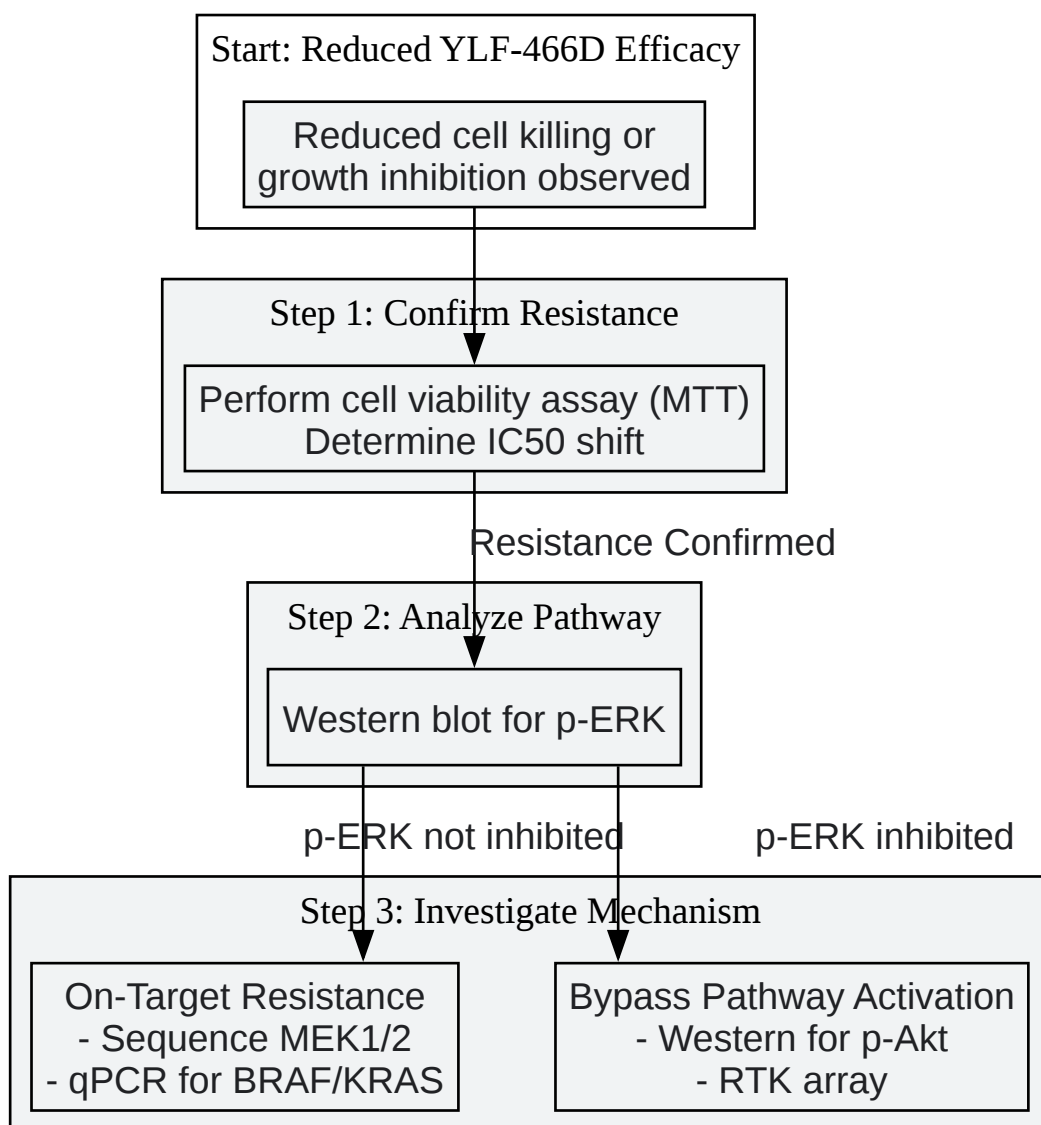 Start: Reduced YLF-466D Efficacy
Reduced cell killing or
growth inhibition observed
Step 1: Confirm Resistance
Perform cell viability assay (MTT)
Determine IC50 shift
Resistance Confirmed
Step 2: Analyze Pathway
Western blot for p-ERK
p-ERK not inhibited
p-ERK inhibited
Step 3: Investigate Mechanism
On-Target Resistance
- Sequence MEK1/2
- qPCR for BRAF/KRAS
Bypass Pathway Activation
- Western for p-Akt
- RTK array